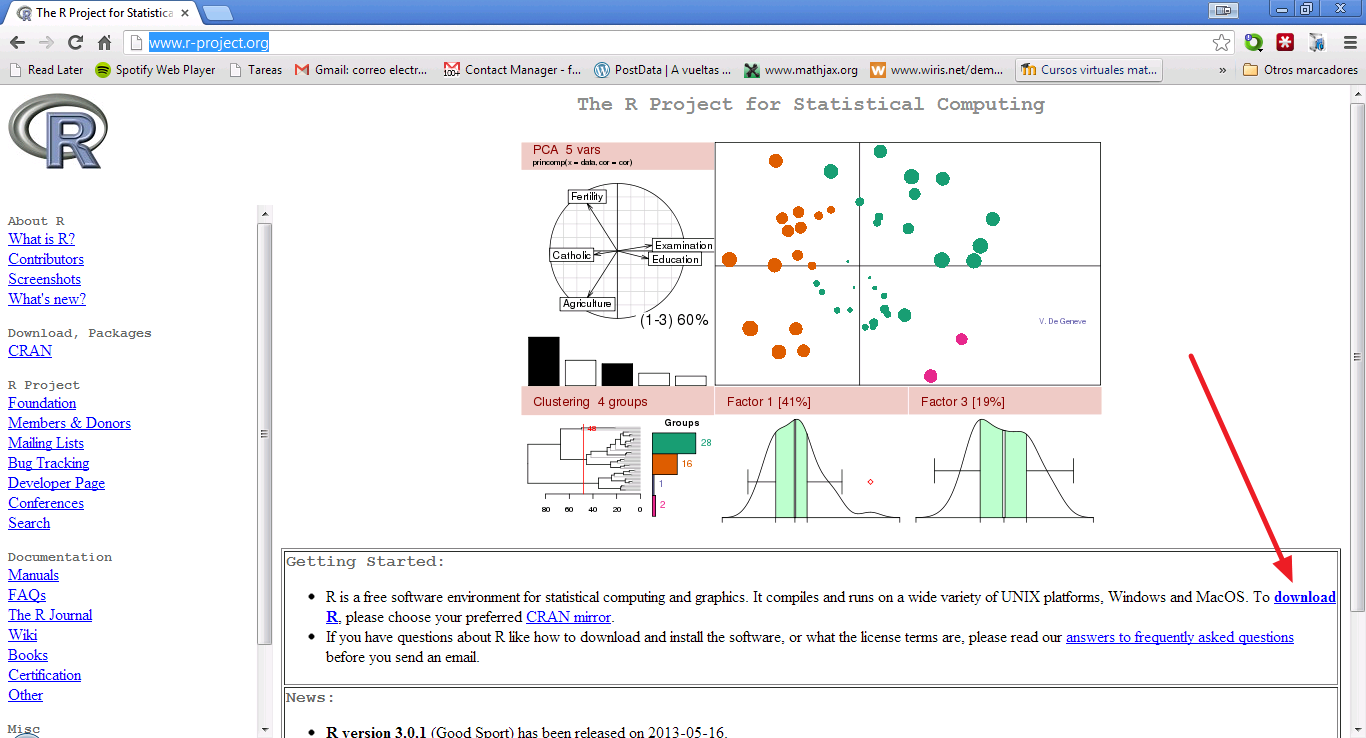 The R Project for Statistica
www.r-project.org
Read Later
Spotify Web Player
Tareas
Gmail: correo electr...
Contact Manager - f...
PostData | A vueltas ...
www.mathjax.org
www.wiris.net/dem...
Cursos virtuales mat...
»
Otros marcadores
R
The R Project for Statistical Computing
PCA 5 vars
princomp(x = data, cor = cor)
Fertility
Examination
Catholic
Education
Agriculture
(1-3) 60%
V. De Geneve
Clustering 4 groups
Factor 1 [41%]
Factor 3 [19%]
Groups
48
28
16
1
2
80 60 40 20 0
About R
What is R?
Contributors
Screenshots
What's new?
Download, Packages
CRAN
R Project
Foundation
Members & Donors
Mailing Lists
Bug Tracking
Developer Page
Conferences
Search
Documentation
Manuals
FAQs
The R Journal
Wiki
Books
Certification
Other
Misc
Getting Started:
R is a free software environment for statistical computing and graphics. It compiles and runs on a wide variety of UNIX platforms, Windows and MacOS. To download
R, please choose your preferred CRAN mirror.
If you have questions about R like how to download and install the software, or what the license terms are, please read our answers to frequently asked questions
before you send an email.
News:
R version 3.0.1 (Good Sport) has been released on 2013-05-16.